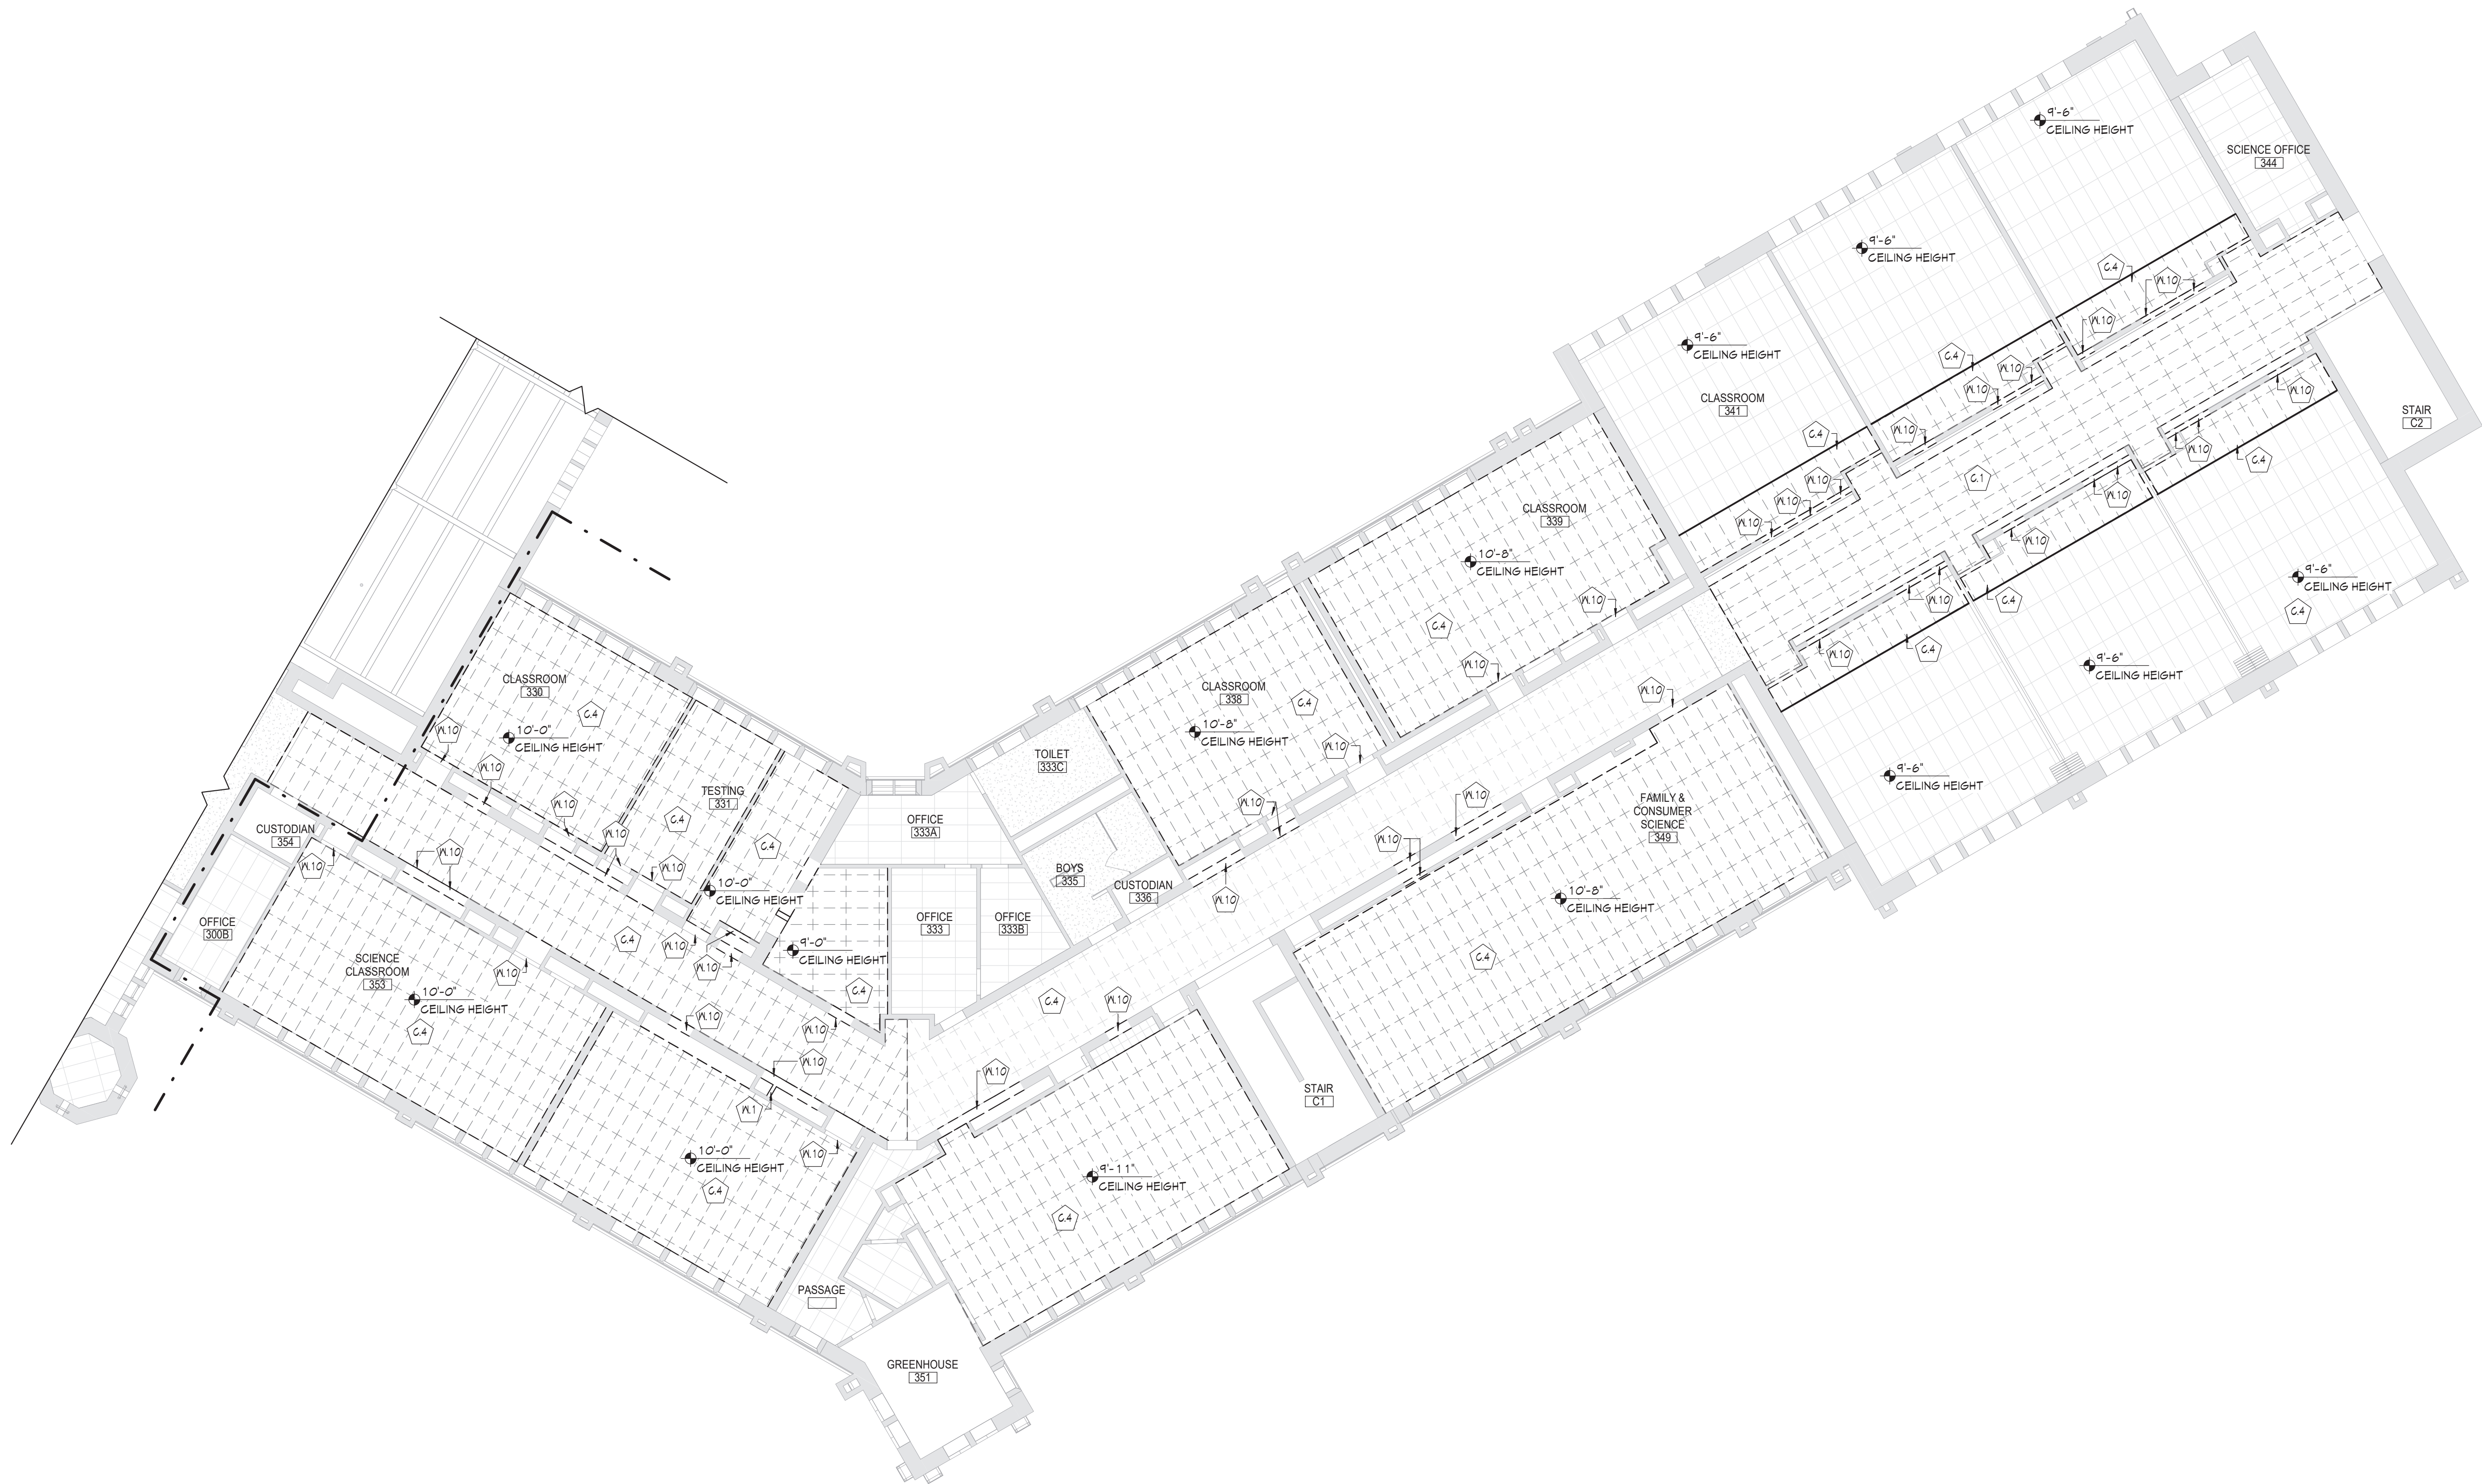 9'-6"
CEILING HEIGHT
SCIENCE OFFICE
344
9'-6"
CEILING HEIGHT
C.4
W.10
W.10
9'-6"
CEILING HEIGHT
C.4
W.10
W.10
W.10
CLASSROOM
341
STAIR
C2
W.10
C.4
W.10
C.4
W.10
C.1
W.10
W.10
W.10
CLASSROOM
339
W.10
W.10
10'-8"
CEILING HEIGHT
9'-6"
CEILING HEIGHT
W.10
W.10
C.4
C.4
C.4
W.10
C.4
W.10
9'-6"
CEILING HEIGHT
CLASSROOM
330
CLASSROOM
338
C.4
W.10
C.4
10'-8"
CEILING HEIGHT
W.10
10'-0"
CEILING HEIGHT
W.10
W.10
TOILET
333C
9'-6"
CEILING HEIGHT
TESTING
331
W.10
C.4
OFFICE
333A
W.10
W.10
FAMILY &
CONSUMER
SCIENCE
349
CUSTODIAN
354
W.10
W.10
C.4
W.10
W.10
W.10
BOYS
335
CUSTODIAN
336
10'-0"
CEILING HEIGHT
W.10
10'-8"
CEILING HEIGHT
OFFICE
300B
OFFICE
333
OFFICE
333B
C.4
W.10
9'-0"
CEILING HEIGHT
W.10
C.4
SCIENCE
CLASSROOM
353
W.10
10'-0"
CEILING HEIGHT
C.4
C.4
C.4
W.10
W.10
W.10
W.10
W.10
STAIR
C1
W.1
W.10
10'-0"
CEILING HEIGHT
C.4
9'-11"
CEILING HEIGHT
C.4
PASSAGE
GREENHOUSE
351